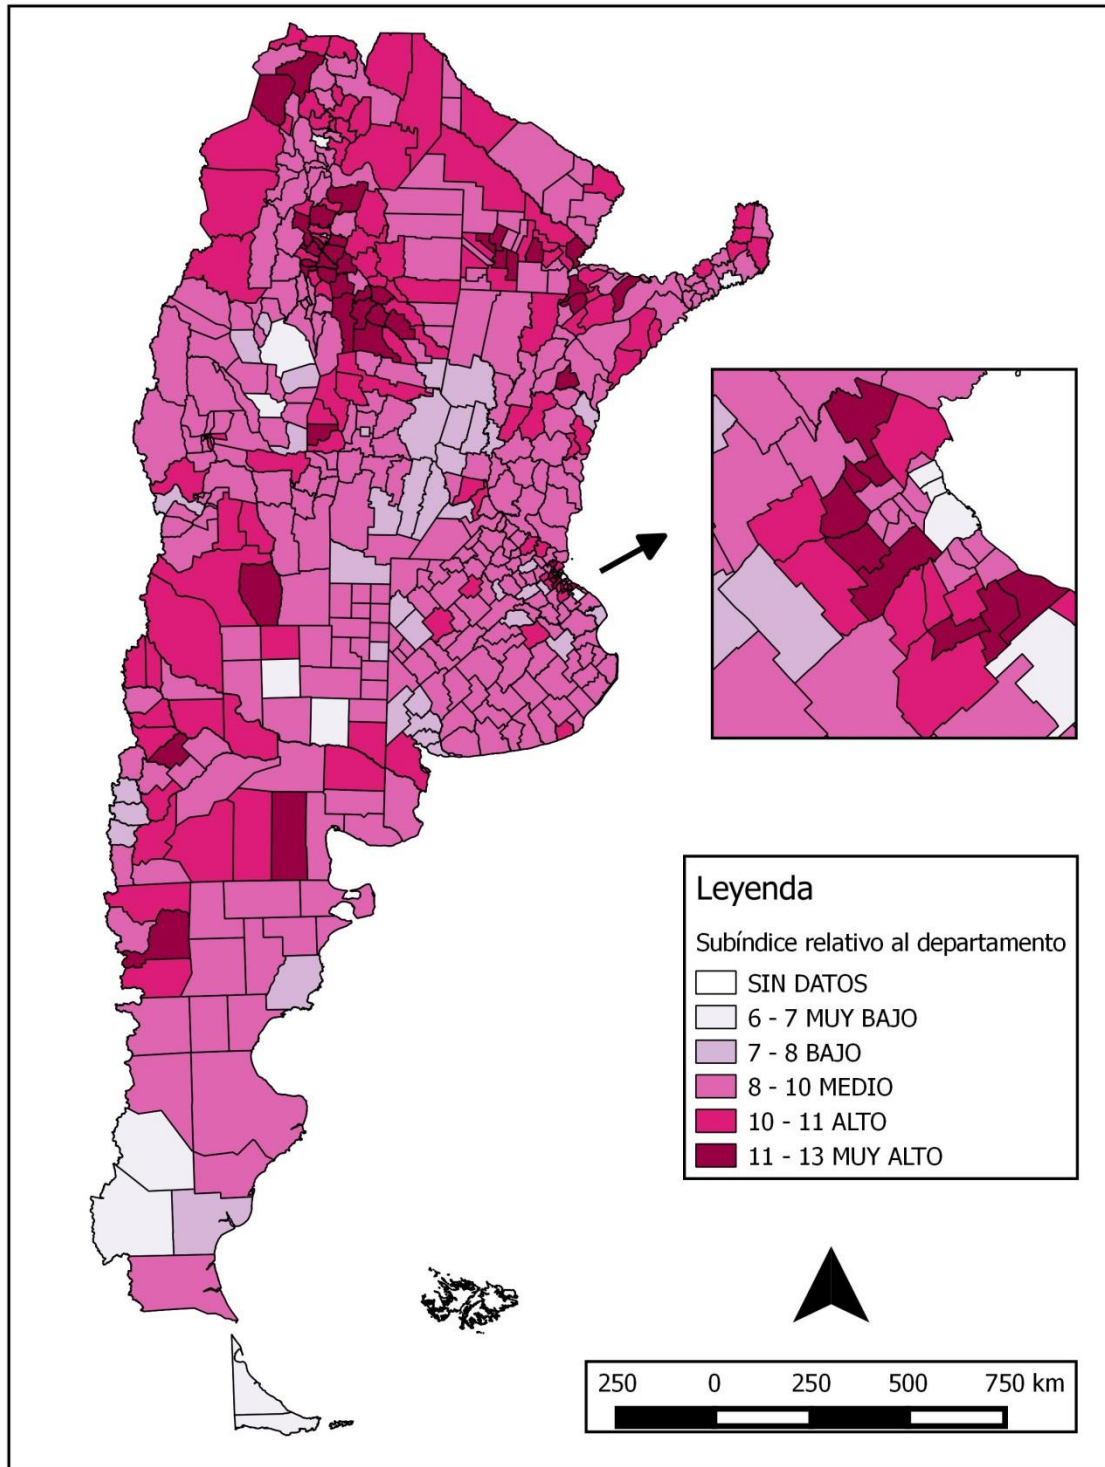 Leyenda
Subíndice relativo al departamento
SIN DATOS
6 - 7 MUY BAJO
7 - 8 BAJO
8 - 10 MEDIO
10 - 11 ALTO
11 - 13 MUY ALTO
250 0 250 500 750 km